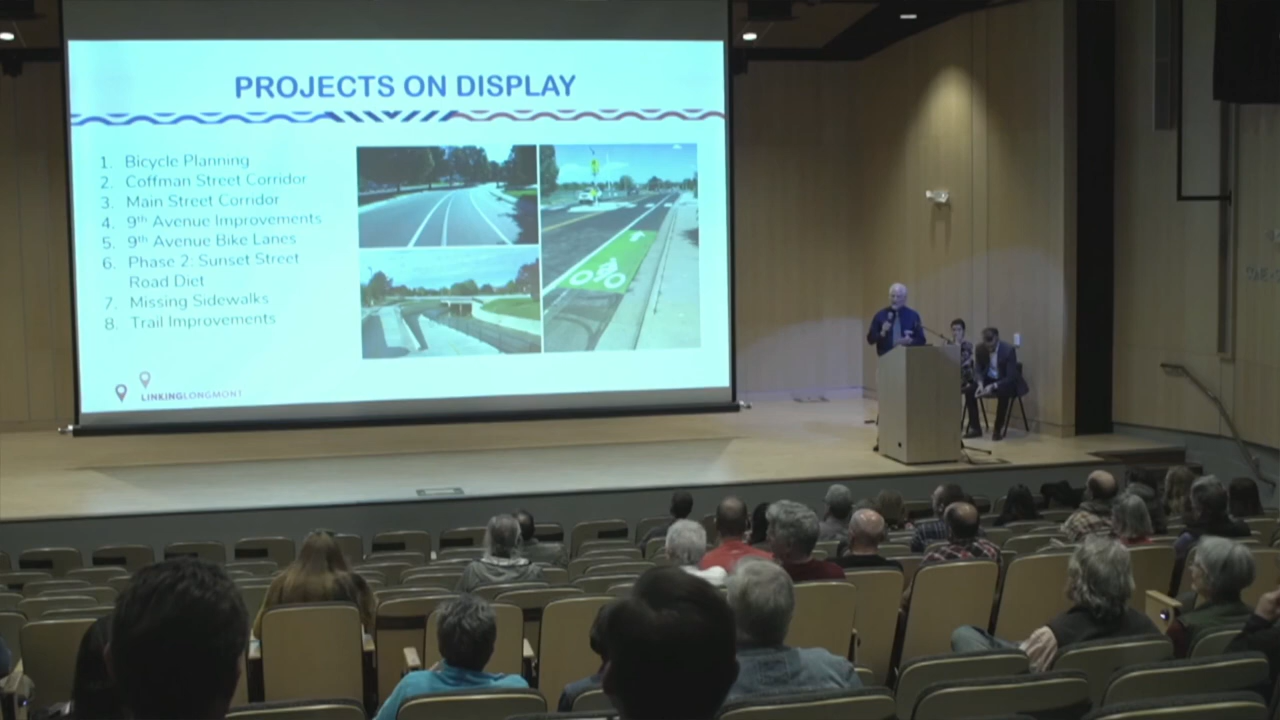 PROJECTS ON DISPLAY
1. Bicycle Planning
2. Coffman Street Corridor
3. Main Street Corridor
4. 9th Avenue Improvements
5. 9th Avenue Bike Lanes
6. Phase 2: Sunset Street
Road Diet
7. Missing Sidewalks
8. Trail Improvements
LINKINGLONGMONT